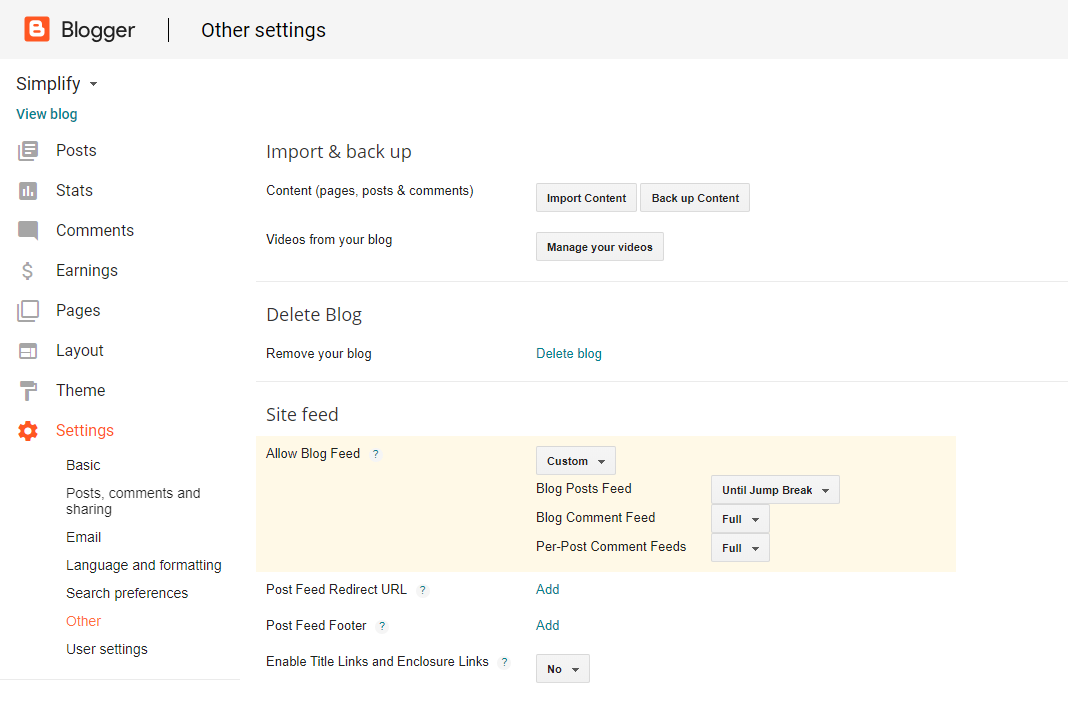 Blogger
Other settings
Simplify
View blog
Posts
Stats
Comments
Earnings
Pages
Layout
Theme
Settings
Basic
Posts, comments and
sharing
Email
Language and formatting
Search preferences
Other
User settings
Import & back up
Content (pages, posts & comments) Import Content Back up Content
Videos from your blog Manage your videos
Delete Blog
Remove your blog Delete blog
Site feed
Allow Blog Feed ? Custom
Blog Posts Feed Until Jump Break
Blog Comment Feed Full
Per-Post Comment Feeds Full
Post Feed Redirect URL ? Add
Post Feed Footer ? Add
Enable Title Links and Enclosure Links ? No